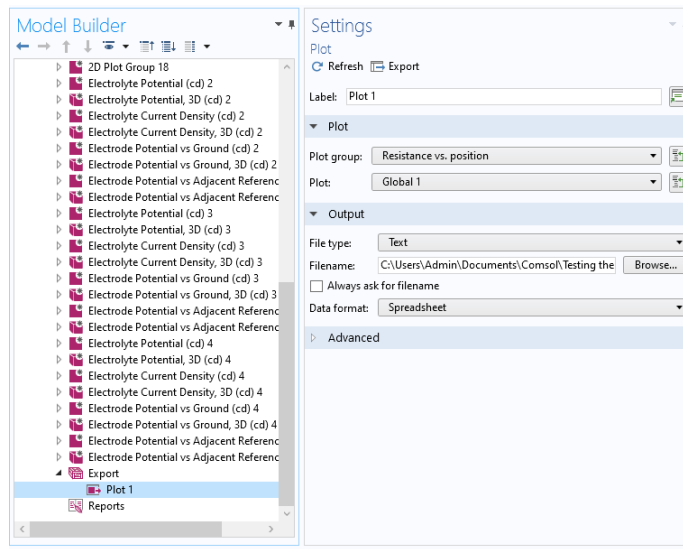 Model Builder
2D Plot Group 18
Electrolyte Potential (cd) 2
Electrolyte Potential, 3D (cd) 2
Electrolyte Current Density (cd) 2
Electrolyte Current Density, 3D (cd) 2
Electrode Potential vs Ground (cd) 2
Electrode Potential vs Ground, 3D (cd) 2
Electrode Potential vs Adjacent Referenc
Electrode Potential vs Adjacent Referenc
Electrolyte Potential (cd) 3
Electrolyte Potential, 3D (cd) 3
Electrolyte Current Density (cd) 3
Electrolyte Current Density, 3D (cd) 3
Electrode Potential vs Ground (cd) 3
Electrode Potential vs Ground, 3D (cd) 3
Electrode Potential vs Adjacent Referenc
Electrode Potential vs Adjacent Referenc
Electrolyte Potential (cd) 4
Electrolyte Potential, 3D (cd) 4
Electrolyte Current Density (cd) 4
Electrolyte Current Density, 3D (cd) 4
Electrode Potential vs Ground (cd) 4
Electrode Potential vs Ground, 3D (cd) 4
Electrode Potential vs Adjacent Referenc
Electrode Potential vs Adjacent Referenc
Export
Plot 1
Reports
Settings
Plot
Refresh Export
Label: Plot 1
Plot
Plot group: Resistance vs. position
Plot: Global 1
Output
File type: Text
Filename: C:\Users\Admin\Documents\Comsol\Testing the Browse...
Always ask for filename
Data format: Spreadsheet
Advanced